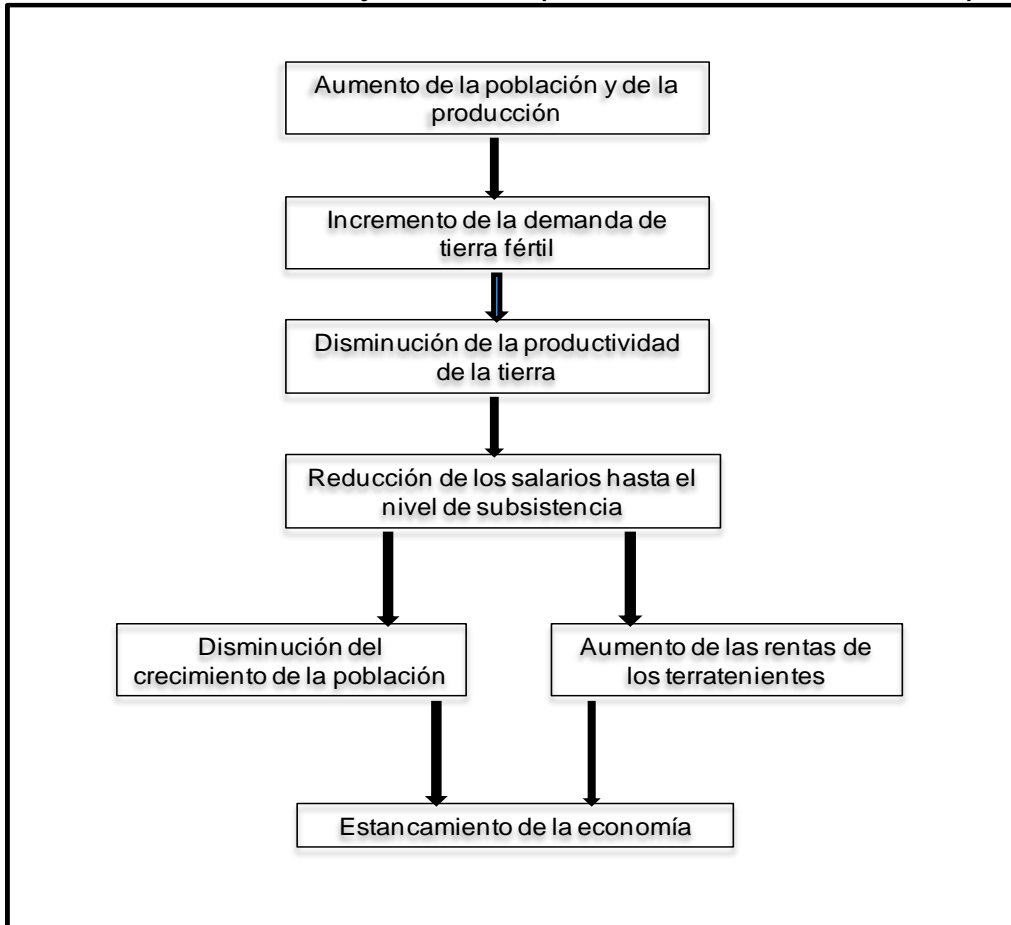 Aumento de la población y de la
producción
Incremento de la demanda de
tierra fértil
Disminución de la productividad
de la tierra
Reducción de los salarios hasta el
nivel de subsistencia
Disminución del
crecimiento de la población
Aumento de las rentas de
los terratenientes
Estancamiento de la economía